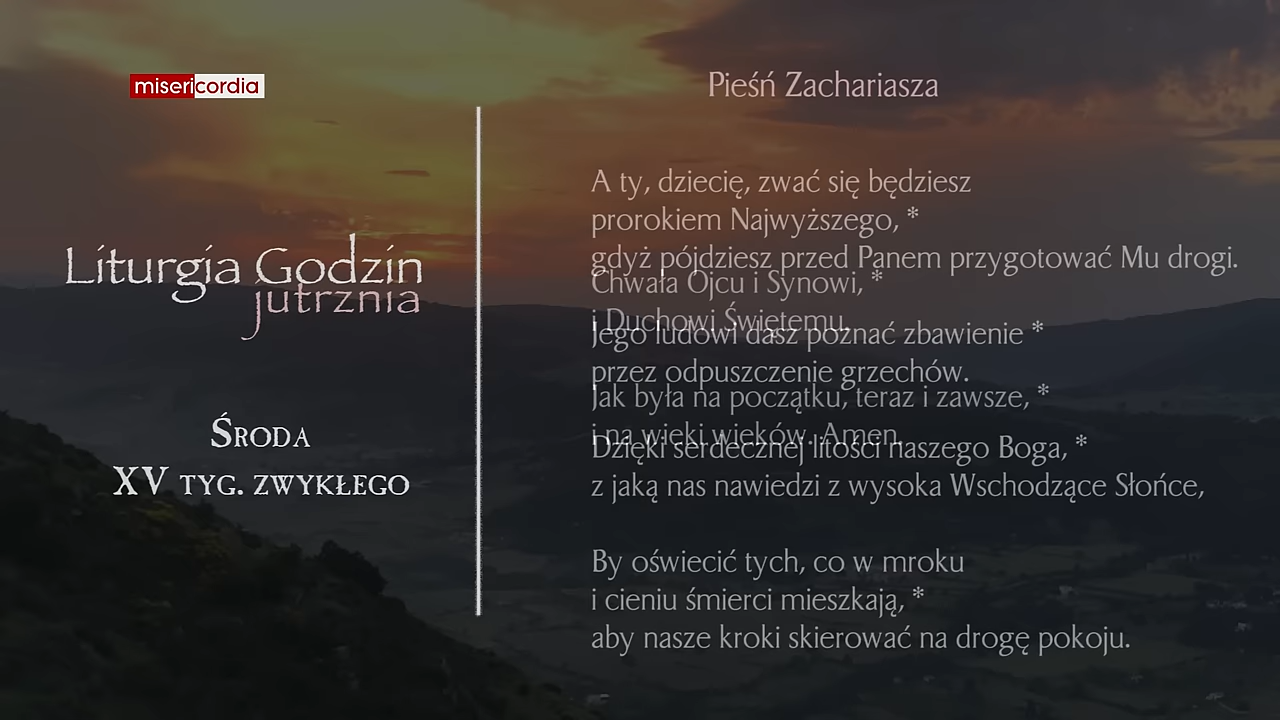 misericordia
Liturgia Godzin
jutrznia
Środa
XV tyg. zwykłego
Pieśń Zachariasza
A ty, dziecię, zwać się będziesz
prorokiem Najwyższego, *
gdyż pójdziesz przed Panem przygotować Mu drogi.
Chwała Ojcu i Synowi, *
i Duchowi Świętemu,
Jego ludowi dasz poznać zbawienie *
przez odpuszczenie grzechów.
Jak była na początku, teraz i zawsze, *
i na wieki wieków. Amen.
Dzięki serdecznej litości naszego Boga, *
z jaką nas nawiedzi z wysoka Wschodzące Słońce,
By oświecić tych, co w mroku
i cieniu śmierci mieszkają, *
aby nasze kroki skierować na drogę pokoju.